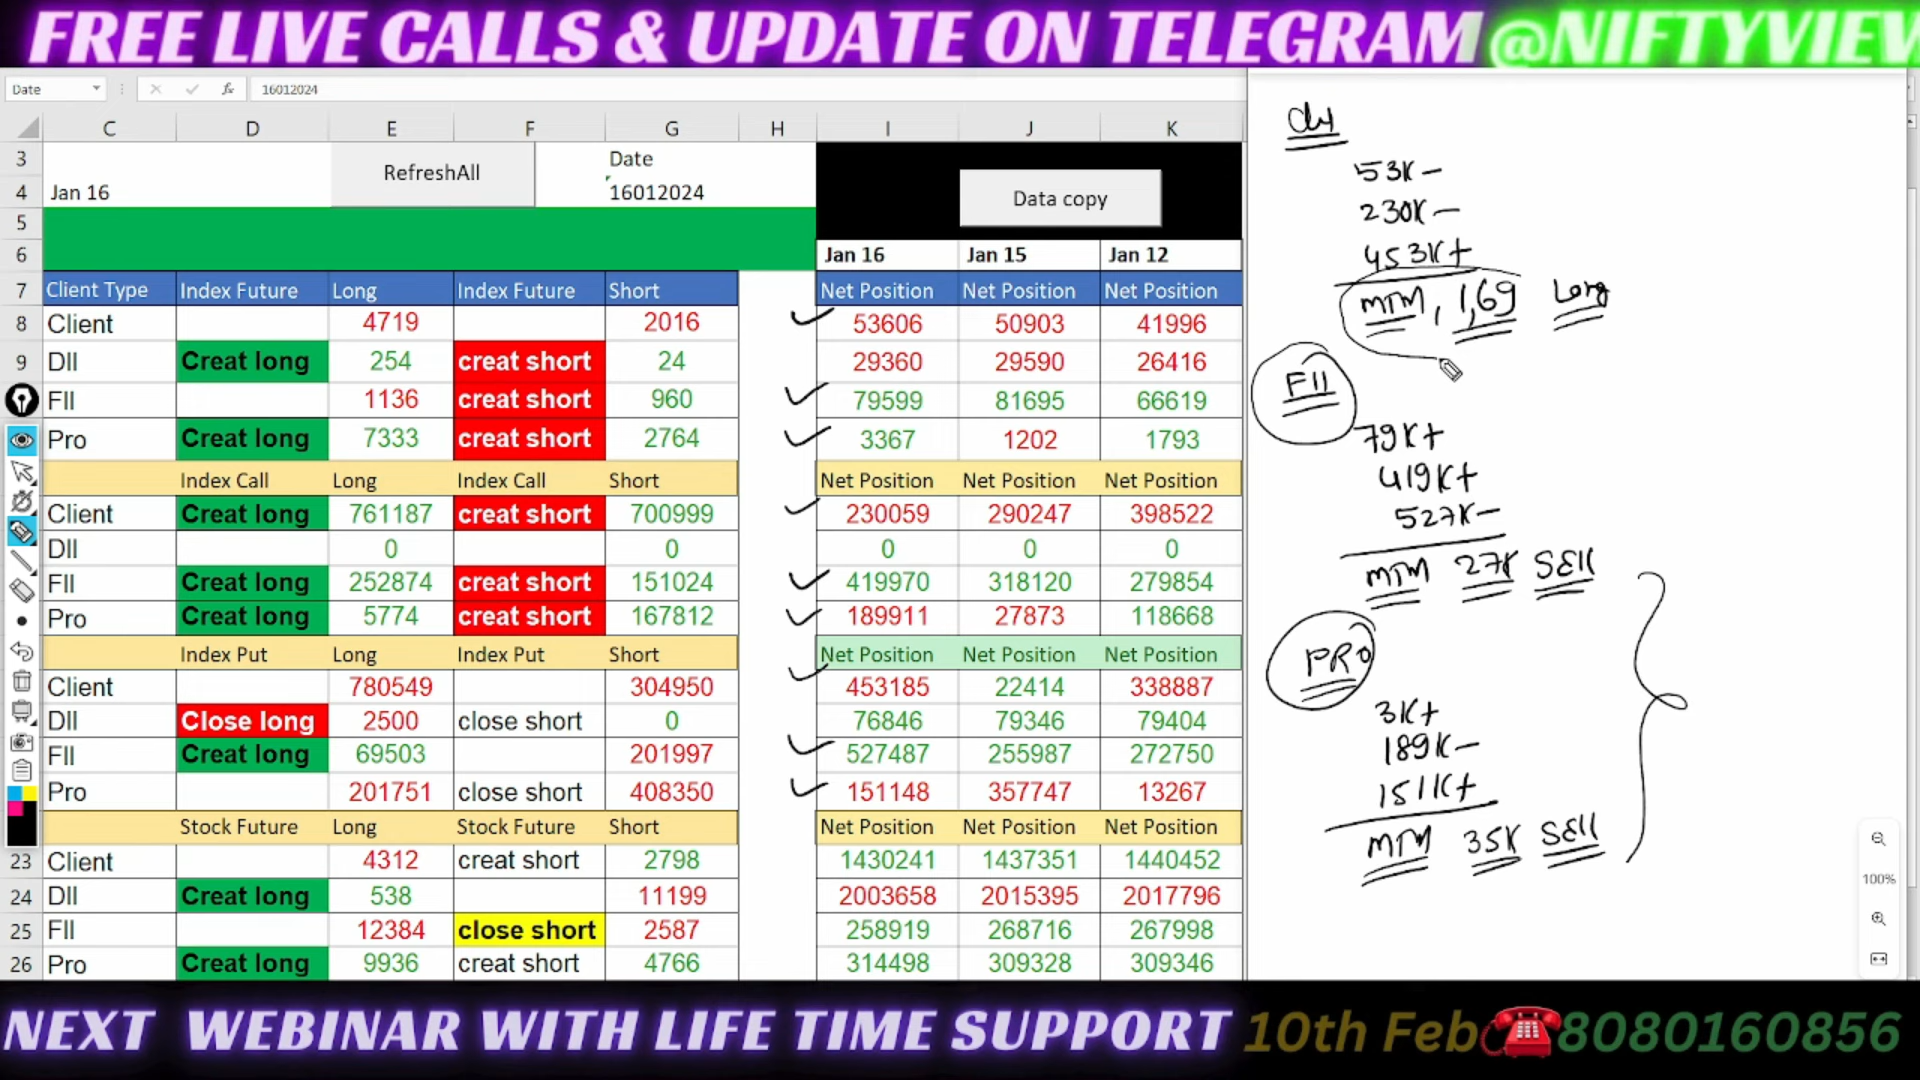 FREE LIVE CALLS & UPDATE ON TELEGRAM @NIFTYVIEW
Date fx 16012024
C D E F G H I J K
3 RefreshAll Date
4 Jan 16 16012024 Data copy
5
6 Jan 16 Jan 15 Jan 12
7 Client Type Index Future Long Index Future Short Net Position Net Position Net Position
8 Client 4719 2016 53606 50903 41996
9 DII Creat long 254 creat short 24 29360 29590 26416
FII 1136 creat short 960 79599 81695 66619
Pro Creat long 7333 creat short 2764 3367 1202 1793
Index Call Long Index Call Short Net Position Net Position Net Position
Client Creat long 761187 creat short 700999 230059 290247 398522
DII 0 0 0 0 0
FII Creat long 252874 creat short 151024 419970 318120 279854
Pro Creat long 5774 creat short 167812 189911 27873 118668
Index Put Long Index Put Short Net Position Net Position Net Position
Client 780549 304950 453185 22414 338887
DII Close long 2500 close short 0 76846 79346 79404
FII Creat long 69503 201997 527487 255987 272750
Pro 201751 close short 408350 151148 357747 13267
Stock Future Long Stock Future Short Net Position Net Position Net Position
23 Client 4312 creat short 2798 1430241 1437351 1440452
24 DII Creat long 538 11199 2003658 2015395 2017796
25 FII 12384 close short 2587 258919 268716 267998
26 Pro Creat long 9936 creat short 4766 314498 309328 309346
53K-
230K-
453K+
MTM, 1,69 Long
FII
79K+
419K+
527K-
MTM 27K SEll
PRO
3K+
189K-
151K+
MTM 35K SEll
100%
NEXT WEBINAR WITH LIFE TIME SUPPORT 10th Feb☎8080160856